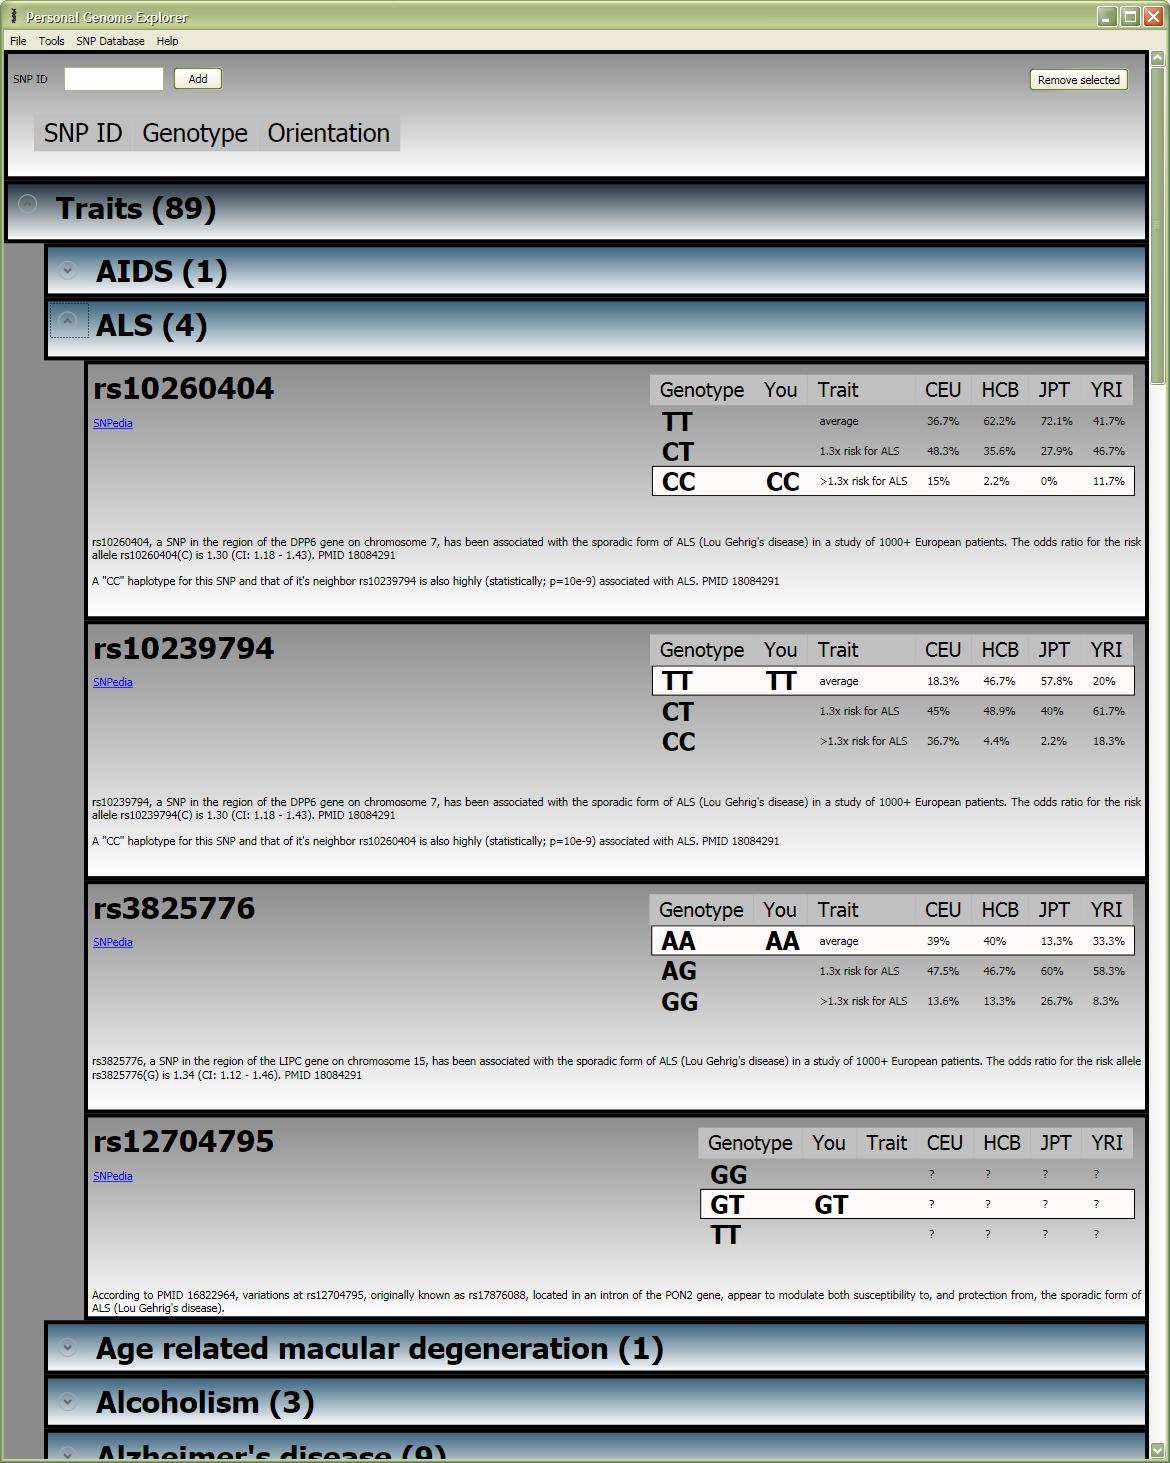 Personal Genome Explorer
File Tools SNP Database Help
SNP ID Add Remove selected
SNP ID Genotype Orientation
Traits (89)
AIDS (1)
ALS (4)
rs10260404
SNPedia
Genotype You Trait CEU HCB JPT YRI
TT average 36.7% 62.2% 72.1% 41.7%
CT 1.3x risk for ALS 48.3% 35.6% 27.9% 46.7%
CC CC >1.3x risk for ALS 15% 2.2% 0% 11.7%
rs10260404, a SNP in the region of the DPP6 gene on chromosome 7, has been associated with the sporadic form of ALS (Lou Gehrig's disease) in a study of 1000+ European patients. The odds ratio for the risk
allele rs10260404(C) is 1.30 (CI: 1.18 - 1.43). PMID 18084291
A "CC" haplotype for this SNP and that of it's neighbor rs10239794 is also highly (statistically; p=10e-9) associated with ALS. PMID 18084291
rs10239794
SNPedia
Genotype You Trait CEU HCB JPT YRI
TT TT average 18.3% 46.7% 57.8% 20%
CT 1.3x risk for ALS 45% 48.9% 40% 61.7%
CC >1.3x risk for ALS 36.7% 4.4% 2.2% 18.3%
rs10239794, a SNP in the region of the DPP6 gene on chromosome 7, has been associated with the sporadic form of ALS (Lou Gehrig's disease) in a study of 1000+ European patients. The odds ratio for the risk
allele rs10239794(C) is 1.30 (CI: 1.18 - 1.43). PMID 18084291
A "CC" haplotype for this SNP and that of it's neighbor rs10260404 is also highly (statistically; p=10e-9) associated with ALS. PMID 18084291
rs3825776
SNPedia
Genotype You Trait CEU HCB JPT YRI
AA AA average 39% 40% 13.3% 33.3%
AG 1.3x risk for ALS 47.5% 46.7% 60% 58.3%
GG >1.3x risk for ALS 13.6% 13.3% 26.7% 8.3%
rs3825776, a SNP in the region of the LIPC gene on chromosome 15, has been associated with the sporadic form of ALS (Lou Gehrig's disease) in a study of 1000+ European patients. The odds ratio for the risk allele
rs3825776(G) is 1.34 (CI: 1.12 - 1.46). PMID 18084291
rs12704795
SNPedia
Genotype You Trait CEU HCB JPT YRI
GG ? ? ? ?
GT GT ? ? ? ?
TT ? ? ? ?
According to PMID 16822964, variations at rs12704795, originally known as rs17876088, located in an intron of the PON2 gene, appear to modulate both susceptibility to, and protection from, the sporadic form of
ALS (Lou Gehrig's disease).
Age related macular degeneration (1)
Alcoholism (3)
Alzheimer's disease (9)